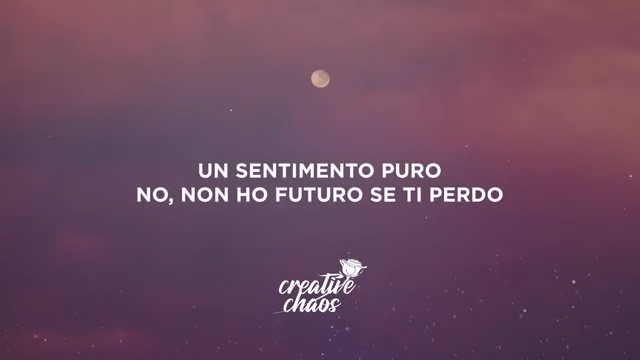 UN SENTIMENTO PURO
NO, NON HO FUTURO SE TI PERDO
creative
chaos